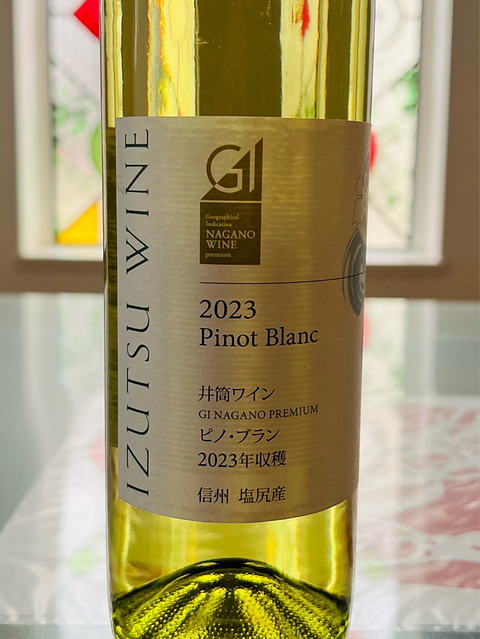 IZUTSU WINE
GI
Geographical
Indication
NAGANO
WINE
premium
2023
Pinot Blanc
井筒ワイン
GI NAGANO PREMIUM
ピノ・ブラン
2023年収穫
信州 塩尻産